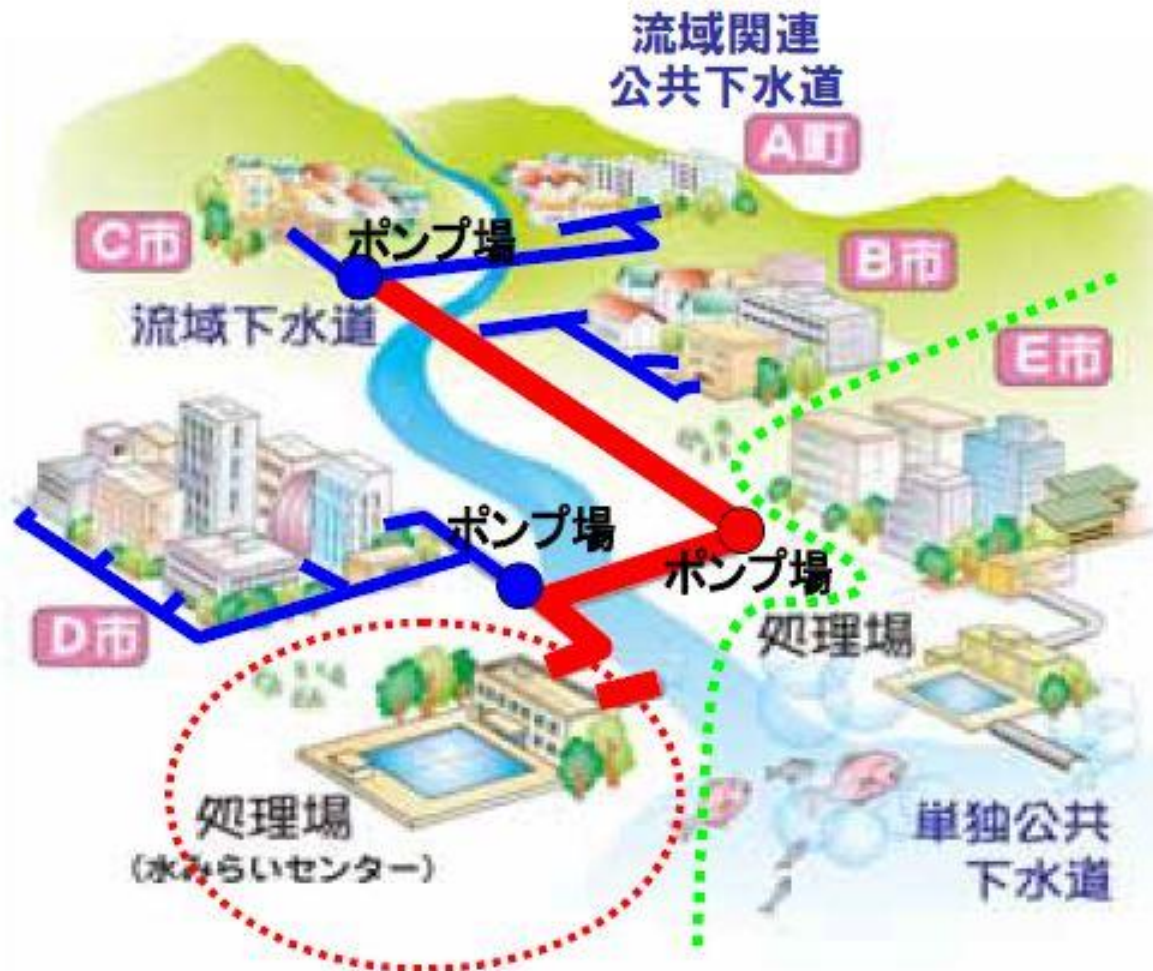 流域関連
公共下水道
A町
C市
ポンプ場
B市
流域下水道
E市
ポンプ場
ポンプ場
D市
処理場
処理場
(水みらいセンター)
単独公共
下水道